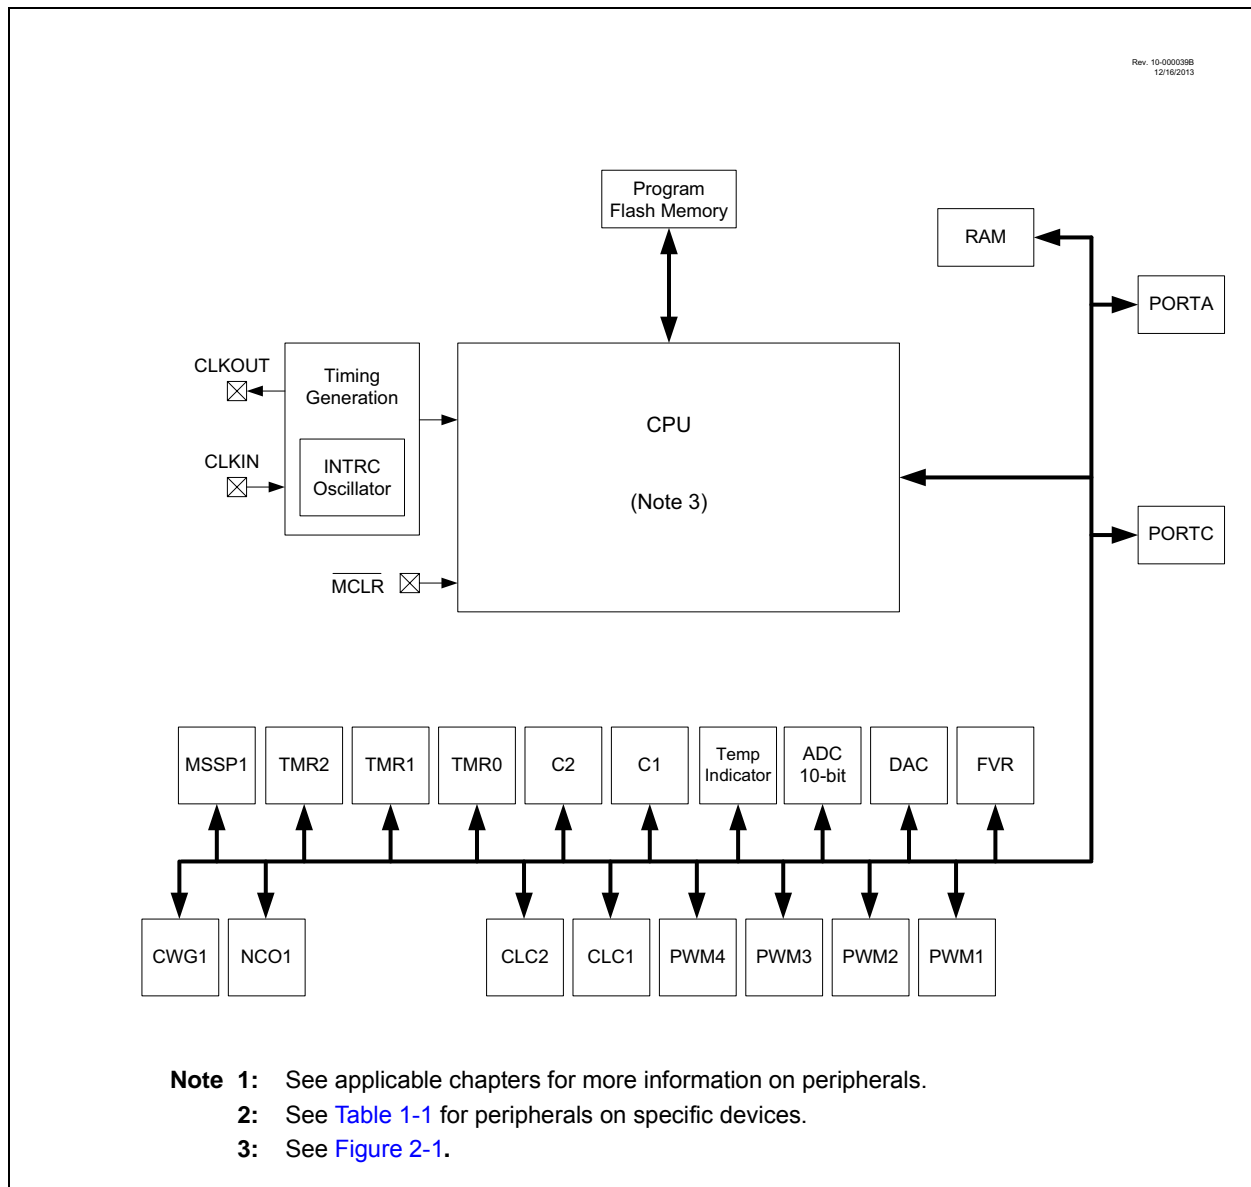 Rev. 10-000039B
12/16/2013
Program
Flash Memory
RAM
PORTA
CLKOUT
Timing
Generation
CPU
CLKIN
INTRC
Oscillator
(Note 3)
PORTC
MCLR
MSSP1
TMR2
TMR1
TMR0
C2
C1
Temp
Indicator
ADC
10-bit
DAC
FVR
CWG1
NCO1
CLC2
CLC1
PWM4
PWM3
PWM2
PWM1
Note 1: See applicable chapters for more information on peripherals.
2: See Table 1-1 for peripherals on specific devices.
3: See Figure 2-1.